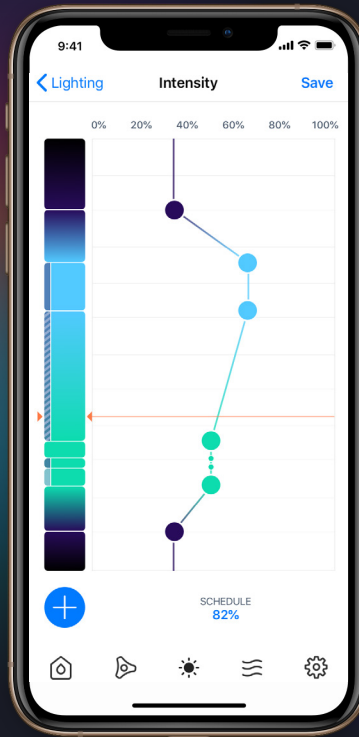 9:41
Lighting
Intensity
Save
0% 20% 40% 60% 80% 100%
SCHEDULE
82%